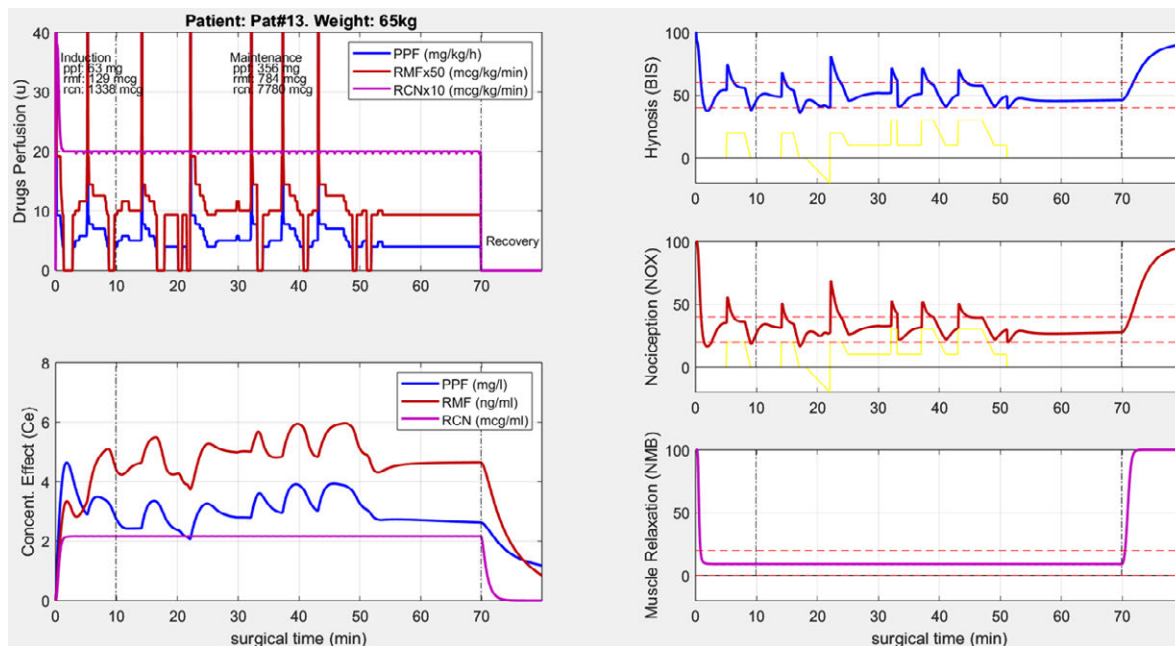 Patient: Pat#13. Weight: 65kg
Drugs Perfusion (u)
40
30
20
10
0
Induction
ppf: 63 mg
rmf: 129 mcg
rcn: 1338 mcg
Maintenance
ppf: 356 mg
rmf: 784 mcg
rcn: 7780 mcg
PPF (mg/kg/h)
RMFx50 (mcg/kg/min)
RCNx10 (mcg/kg/min)
Recovery
0 10 20 30 40 50 60 70
Concent. Effect (Ce)
8
6
4
2
0
PPF (mg/l)
RMF (ng/ml)
RCN (mcg/ml)
0 10 20 30 40 50 60 70
surgical time (min)
Hynosis (BIS)
100
50
0
0 10 20 30 40 50 60 70
Nociception (NOX)
100
50
0
0 10 20 30 40 50 60 70
Muscle Relaxation (NMB)
100
50
0
0 10 20 30 40 50 60 70
surgical time (min)